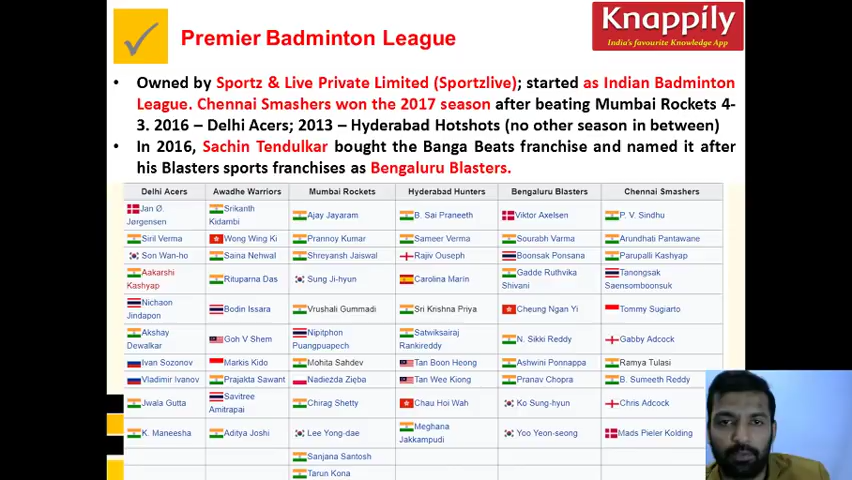 Knappily
India's favourite Knowledge App
Premier Badminton League
• Owned by Sportz & Live Private Limited (Sportzlive); started as Indian Badminton
League. Chennai Smashers won the 2017 season after beating Mumbai Rockets 4-
3. 2016 – Delhi Acers; 2013 – Hyderabad Hotshots (no other season in between)
• In 2016, Sachin Tendulkar bought the Banga Beats franchise and named it after
his Blasters sports franchises as Bengaluru Blasters.
Delhi Acers Awadhe Warriors Mumbai Rockets Hyderabad Hunters Bengaluru Blasters Chennai Smashers
Jan Ø. Srikanth
Jørgensen Kidambi Ajay Jayaram B. Sai Praneeth Viktor Axelsen P. V. Sindhu
Siril Verma Wong Wing Ki Prannoy Kumar Sameer Verma Sourabh Varma Arundhati Pantawane
Son Wan-ho Saina Nehwal Shreyansh Jaiswal Rajiv Ouseph Boonsak Ponsana Parupalli Kashyap
Aakarshi Gadde Ruthvika Tanongsak
Kashyap Rituparna Das Sung Ji-hyun Carolina Marín Shivani Saensomboonsuk
Nichaon
Jindapon Bodin Issara Vrushali Gummadi Sri Krishna Priya Cheung Ngan Yi Tommy Sugiarto
Akshay Nipitphon Satwiksairaj
Dewalkar Goh V Shem Puangpuapech Rankireddy N. Sikki Reddy Gabby Adcock
Ivan Sozonov Markis Kido Mohita Sahdev Tan Boon Heong Ashwini Ponnappa Ramya Tulasi
Vladimir Ivanov Prajakta Sawant Nadieżda Zięba Tan Wee Kiong Pranav Chopra B. Sumeeth Reddy
Jwala Gutta Savitree Amitrapai Chirag Shetty Chau Hoi Wah Ko Sung-hyun Chris Adcock
K. Maneesha Aditya Joshi Lee Yong-dae Meghana Jakkampudi Yoo Yeon-seong Mads Pieler Kolding
Sanjana Santosh
Tarun Kona